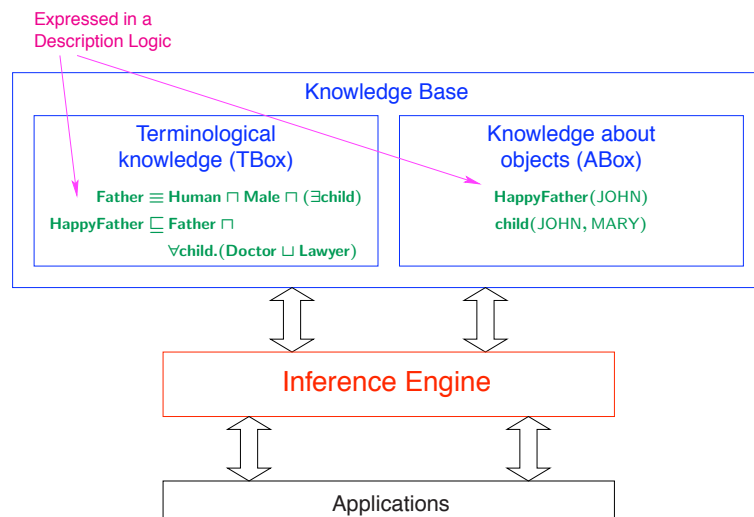 Expressed in a
Description Logic
Knowledge Base
Terminological
knowledge (TBox)
Father ≡ Human ⊓ Male ⊓ (∃child)
HappyFather ⊑ Father ⊓
∀child.(Doctor ⊔ Lawyer)
Knowledge about
objects (ABox)
HappyFather(JOHN)
child(JOHN, MARY)
Inference Engine
Applications